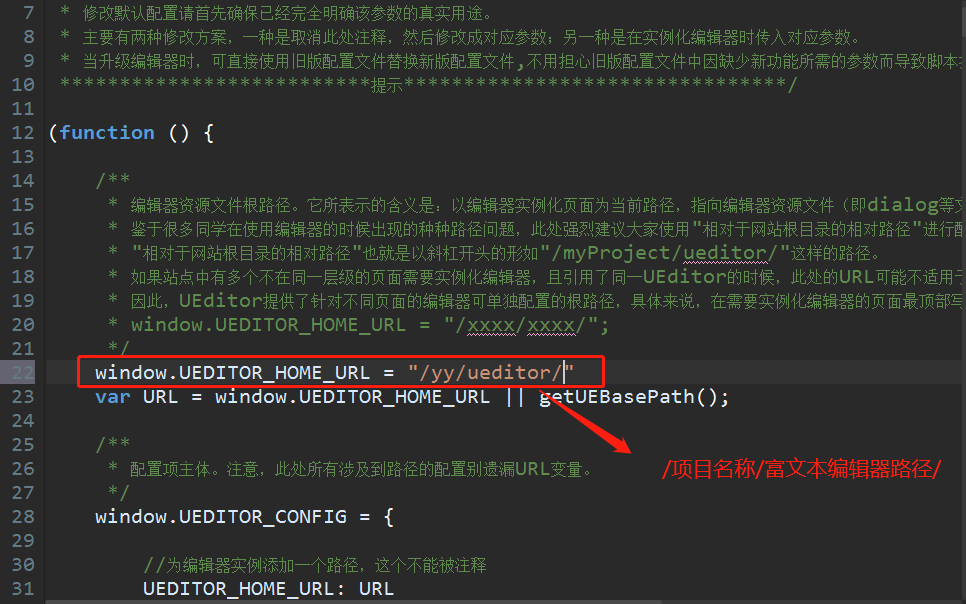 7 * 修改默认配置请首先确保已经完全明确该参数的真实用途。
8 * 主要有两种修改方案，一种是取消此处注释，然后修改成对应参数；另一种是在实例化编辑器时传入对应参数。
9 * 当升级编辑器时，可直接使用旧版配置文件替换新版配置文件,不用担心旧版配置文件中因缺少新功能所需的参数而导致脚本
10 **************************提示********************************/
11
12 (function () {
13
14 /**
15 * 编辑器资源文件根路径。它所表示的含义是：以编辑器实例化页面为当前路径，指向编辑器资源文件（即dialog等
16 * 鉴于很多同学在使用编辑器的时候出现的种种路径问题，此处强烈建议大家使用"相对于网站根目录的相对路径"进行
17 * "相对于网站根目录的相对路径"也就是以斜杠开头的形如"/myProject/ueditor/"这样的路径。
18 * 如果站点中有多个不在同一层级的页面需要实例化编辑器，且引用了同一UEditor的时候，此处的URL可能不适用
19 * 因此，UEditor提供了针对不同页面的编辑器可单独配置的根路径，具体来说，在需要实例化编辑器的页面最顶部写
20 * window.UEDITOR_HOME_URL = "/xxxx/xxxx/";
21 */
22 window.UEDITOR_HOME_URL = "/yy/ueditor/"
23 var URL = window.UEDITOR_HOME_URL || getUEBasePath();
24
25 /**
26 * 配置项主体。注意，此处所有涉及到路径的配置别遗漏URL变量。
/项目名称/富文本编辑器路径/
27 */
28 window.UEDITOR_CONFIG = {
29
30 //为编辑器实例添加一个路径，这个不能被注释
31 UEDITOR_HOME_URL: URL